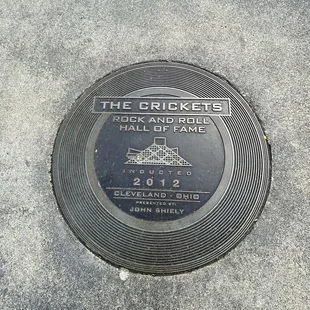 THE CRICKETS
ROCK AND ROLL
HALL OF FAME
INDUCTED
2012
CLEVELAND · OHIO
PRESENTED BY:
JOHN SHIELY